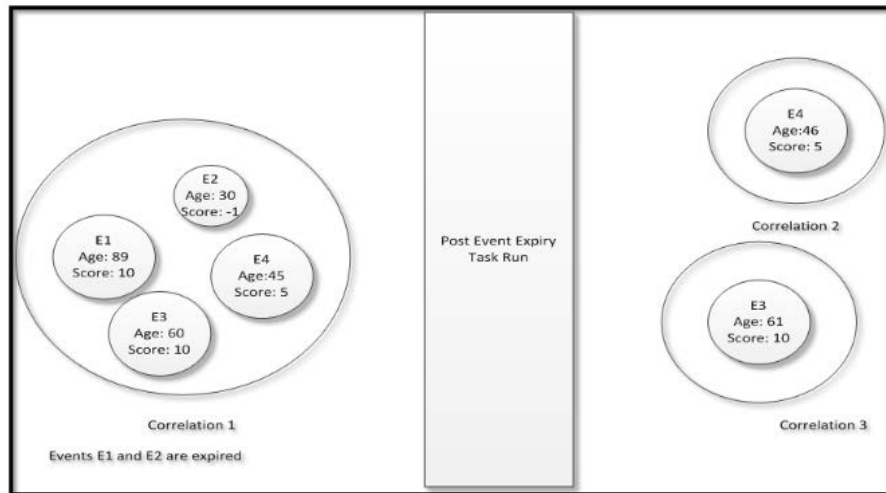 E2
Age: 30
Score: -1
E1
Age: 89
Score: 10
E4
Age:45
Score: 5
E3
Age: 60
Score: 10
Correlation 1
Events E1 and E2 are expired
Post Event Expiry
Task Run
E4
Age:46
Score: 5
Correlation 2
E3
Age: 61
Score: 10
Correlation 3